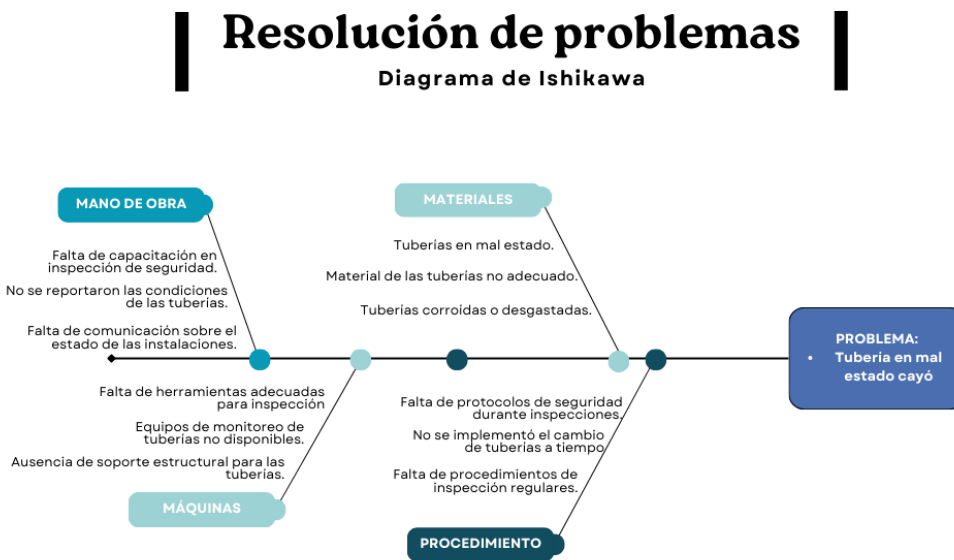 Resolución de problemas
Diagrama de Ishikawa
MANO DE OBRA
Falta de capacitación en
inspección de seguridad.
No se reportaron las condiciones
de las tuberías.
Falta de comunicación sobre el
estado de las instalaciones.
MATERIALES
Tuberías en mal estado.
Material de las tuberías no adecuado.
Tuberías corroídas o desgastadas.
PROBLEMA:
• Tubería en mal
estado cayó
Falta de herramientas adecuadas
para inspección
Equipos de monitoreo de
tuberías no disponibles.
Ausencia de soporte estructural para las
tuberías.
MÁQUINAS
Falta de protocolos de seguridad
durante inspecciones.
No se implementó el cambio
de tuberías a tiempo
Falta de procedimientos de
inspección regulares.
PROCEDIMIENTO